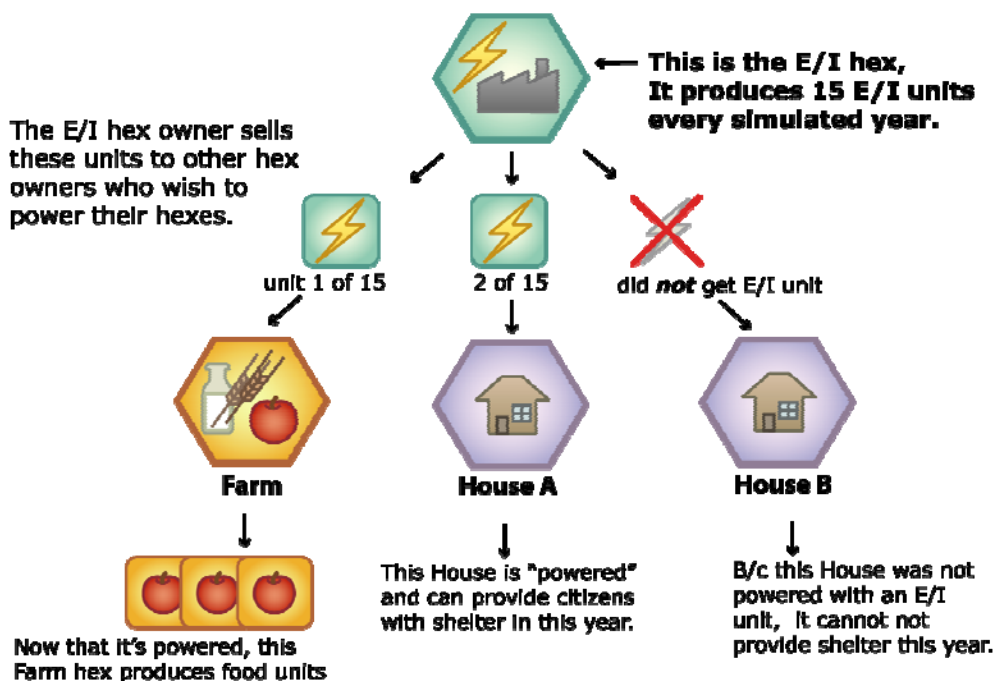 This is the E/I hex,
It produces 15 E/I units
every simulated year.
The E/I hex owner sells
these units to other hex
owners who wish to
power their hexes.
unit 1 of 15
2 of 15
did not get E/I unit
Farm
House A
House B
Now that it's powered, this
Farm hex produces food units
This House is "powered"
and can provide citizens
with shelter in this year.
B/c this House was not
powered with an E/I
unit, it cannot not
provide shelter this year.